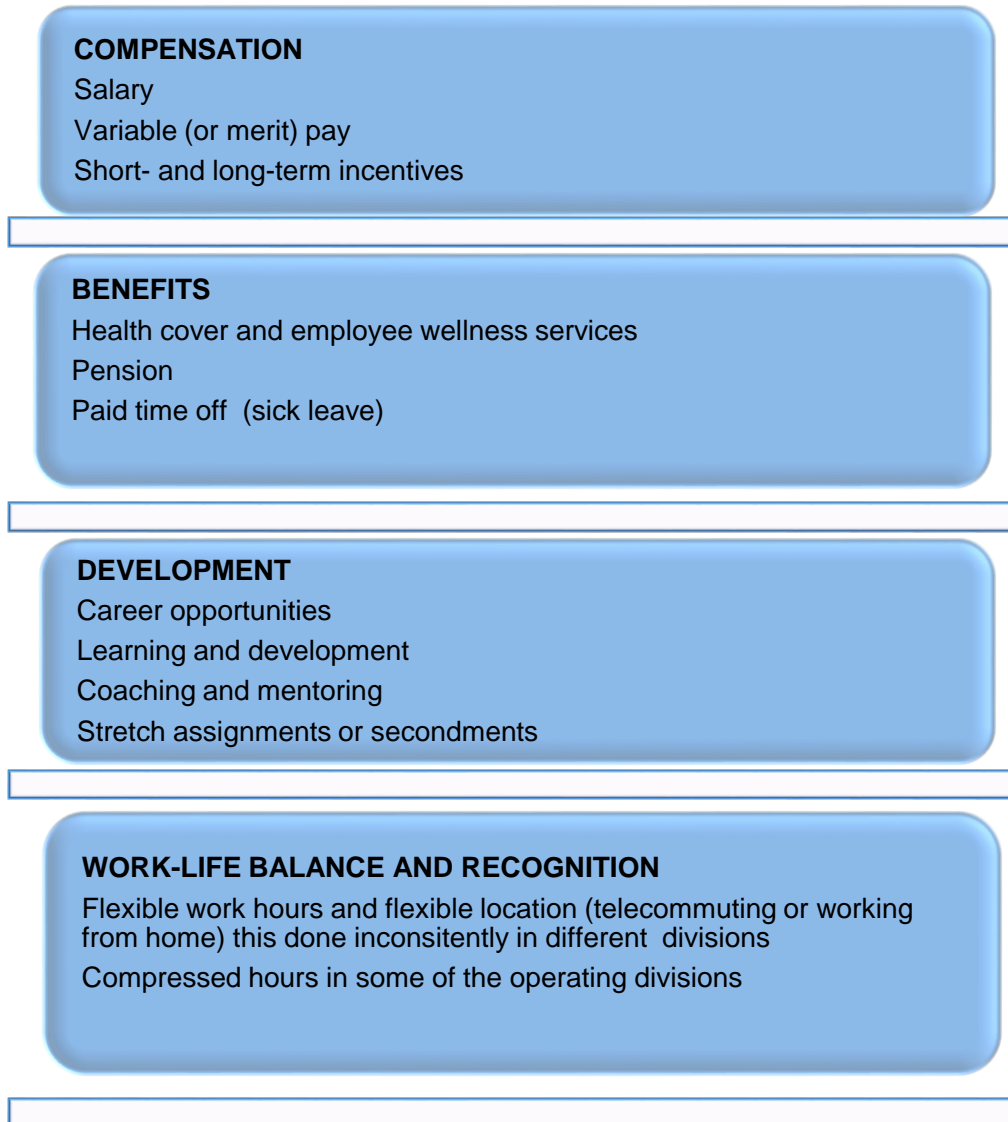 COMPENSATION
Salary
Variable (or merit) pay
Short- and long-term incentives
BENEFITS
Health cover and employee wellness services
Pension
Paid time off  (sick leave)
DEVELOPMENT
Career opportunities
Learning and development
Coaching and mentoring
Stretch assignments or secondments
WORK-LIFE BALANCE AND RECOGNITION
Flexible work hours and flexible location (telecommuting or working
from home) this done inconsitently in different  divisions
Compressed hours in some of the operating divisions